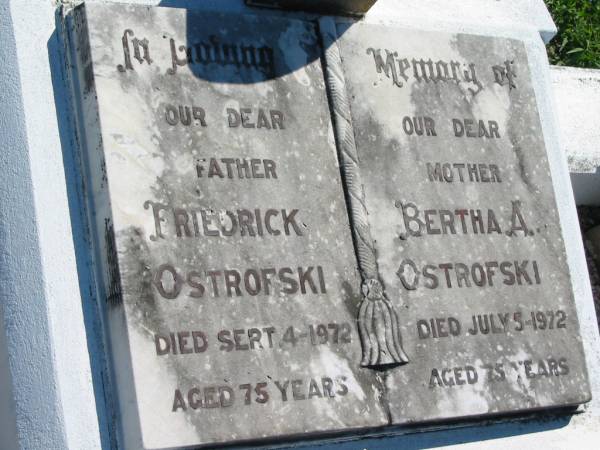 In Loving
OUR DEAR
FATHER
FRIEDRICK
OSTROFSKI
DIED SEPT. 4-1972
AGED 75 YEARS
Memory of
OUR DEAR
MOTHER
BERTHA A.
OSTROFSKI
DIED JULY 5-1972
AGED 75 YEARS